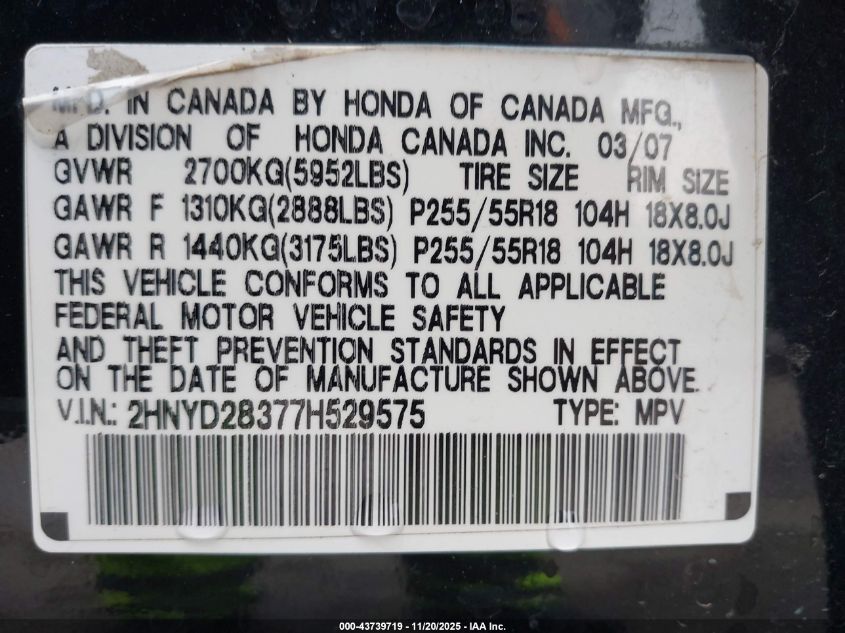 MFD. IN CANADA BY HONDA OF CANADA MFG.,
A DIVISION OF HONDA CANADA INC. 03/07
GVWR 2700KG(5952LBS) TIRE SIZE RIM SIZE
GAWR F 1310KG(2888LBS) P255/55R18 104H 18X8.0J
GAWR R 1440KG(3175LBS) P255/55R18 104H 18X8.0J
THIS VEHICLE CONFORMS TO ALL APPLICABLE
FEDERAL MOTOR VEHICLE SAFETY
AND THEFT PREVENTION STANDARDS IN EFFECT
ON THE DATE OF MANUFACTURE SHOWN ABOVE.
V.I.N.: 2HNYD28377H529575 TYPE: MPV
000-43739719 - 11/20/2025 - IAA Inc.